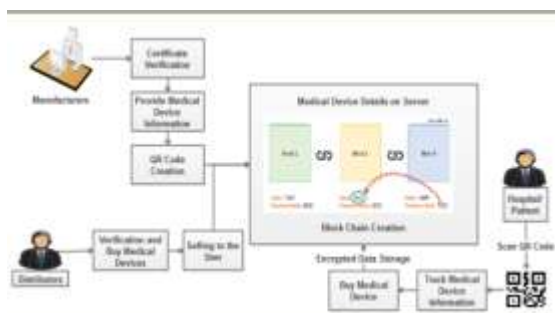 Certificate
Verification
Manufacturers
Provide Medical
Device
Information
QR Code
Creation
Medical Device Details on Server
Block Chain Creation
Hospital/
Patient
Scan QR Code
Distributors
Verification and
Buy Medical
Devices
Selling to the
User
Encrypted Data Storage
Buy Medical
Device
Track Medical
Device
Information